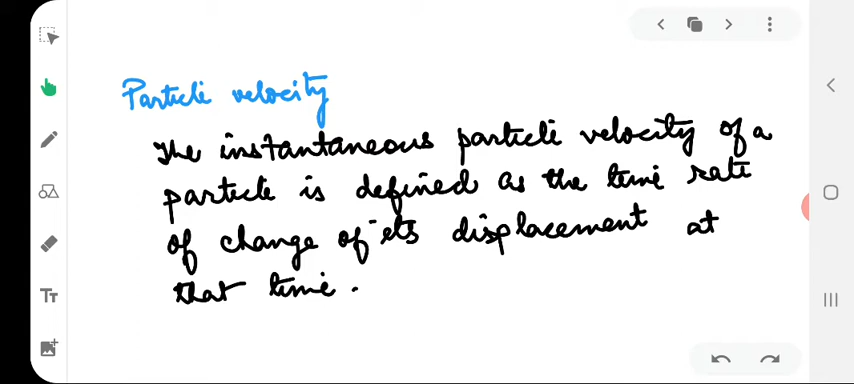 Particle velocity
The instantaneous particle velocity of a
particle is defined as the time rate
of change of its displacement at
that time.
TT